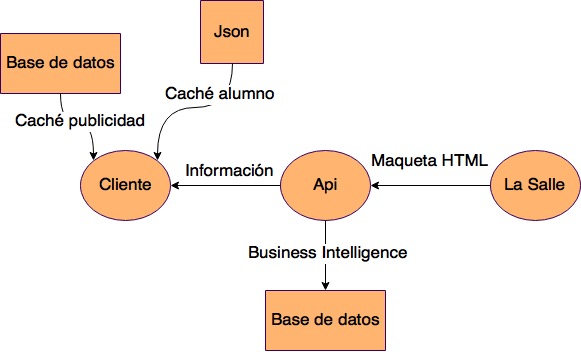 Json
Base de datos
Caché alumno
Caché publicidad
Maqueta HTML
Información
Cliente
Api
La Salle
Business Intelligence
Base de datos